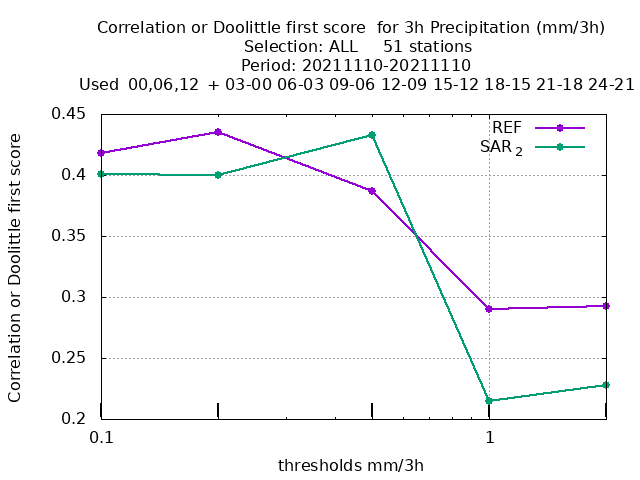 Correlation or Doolittle first score  for 3h Precipitation (mm/3h)
Selection: ALL     51 stations
Period: 20211110-20211110
Used  00,06,12  + 03-00 06-03 09-06 12-09 15-12 18-15 21-18 24-21
0.45
0.4
0.35
0.3
0.25
0.2
Correlation or Doolittle first score
REF
SAR 2
0.1
1
thresholds mm/3h